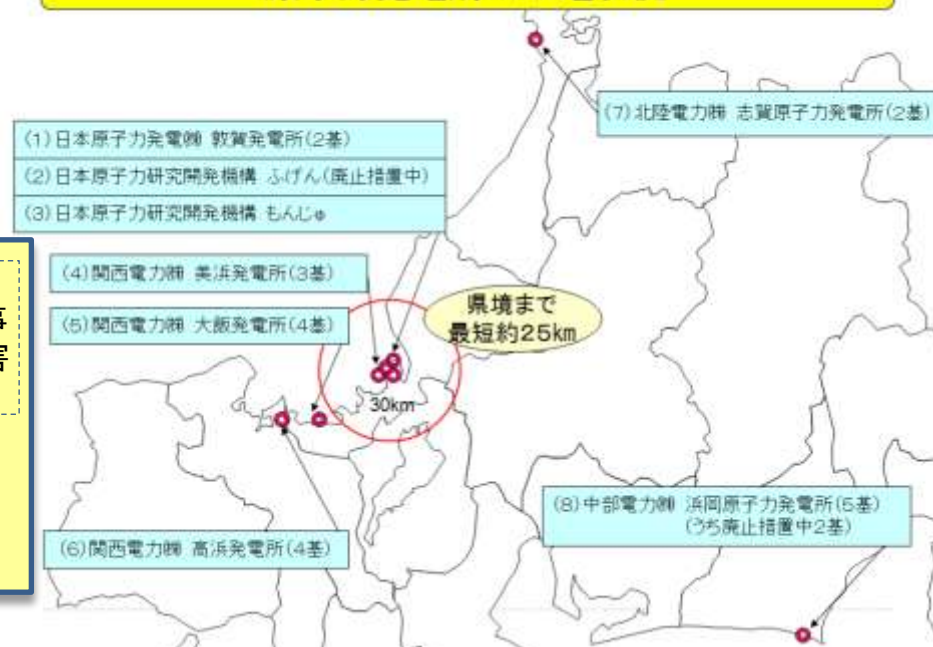 (7)北陸電力㈱ 志賀原子力発電所(2基)
(1)日本原子力発電㈱ 敦賀発電所(2基)
(2)日本原子力研究開発機構 ふげん(廃止措置中)
(3)日本原子力研究開発機構 もんじゅ
(4)関西電力㈱ 美浜発電所(3基)
(5)関西電力㈱ 大飯発電所(4基)
県境まで
最短約25km
事
害
30km
(8)中部電力㈱ 浜岡原子力発電所(5基)
(うち廃止措置中2基)
(6)関西電力㈱ 高浜発電所(4基)